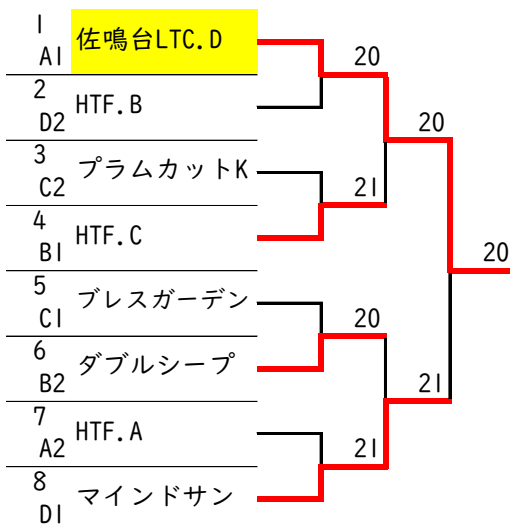 1
A1 佐鳴台LTC.D
20
2
D2 HTF.B
20
3
C2 プラムカットK
21
4
B1 HTF.C
20
5
C1 ブレスガーデン
20
6
B2 ダブルシープ
21
7
A2 HTF.A
21
8
D1 マインドサン